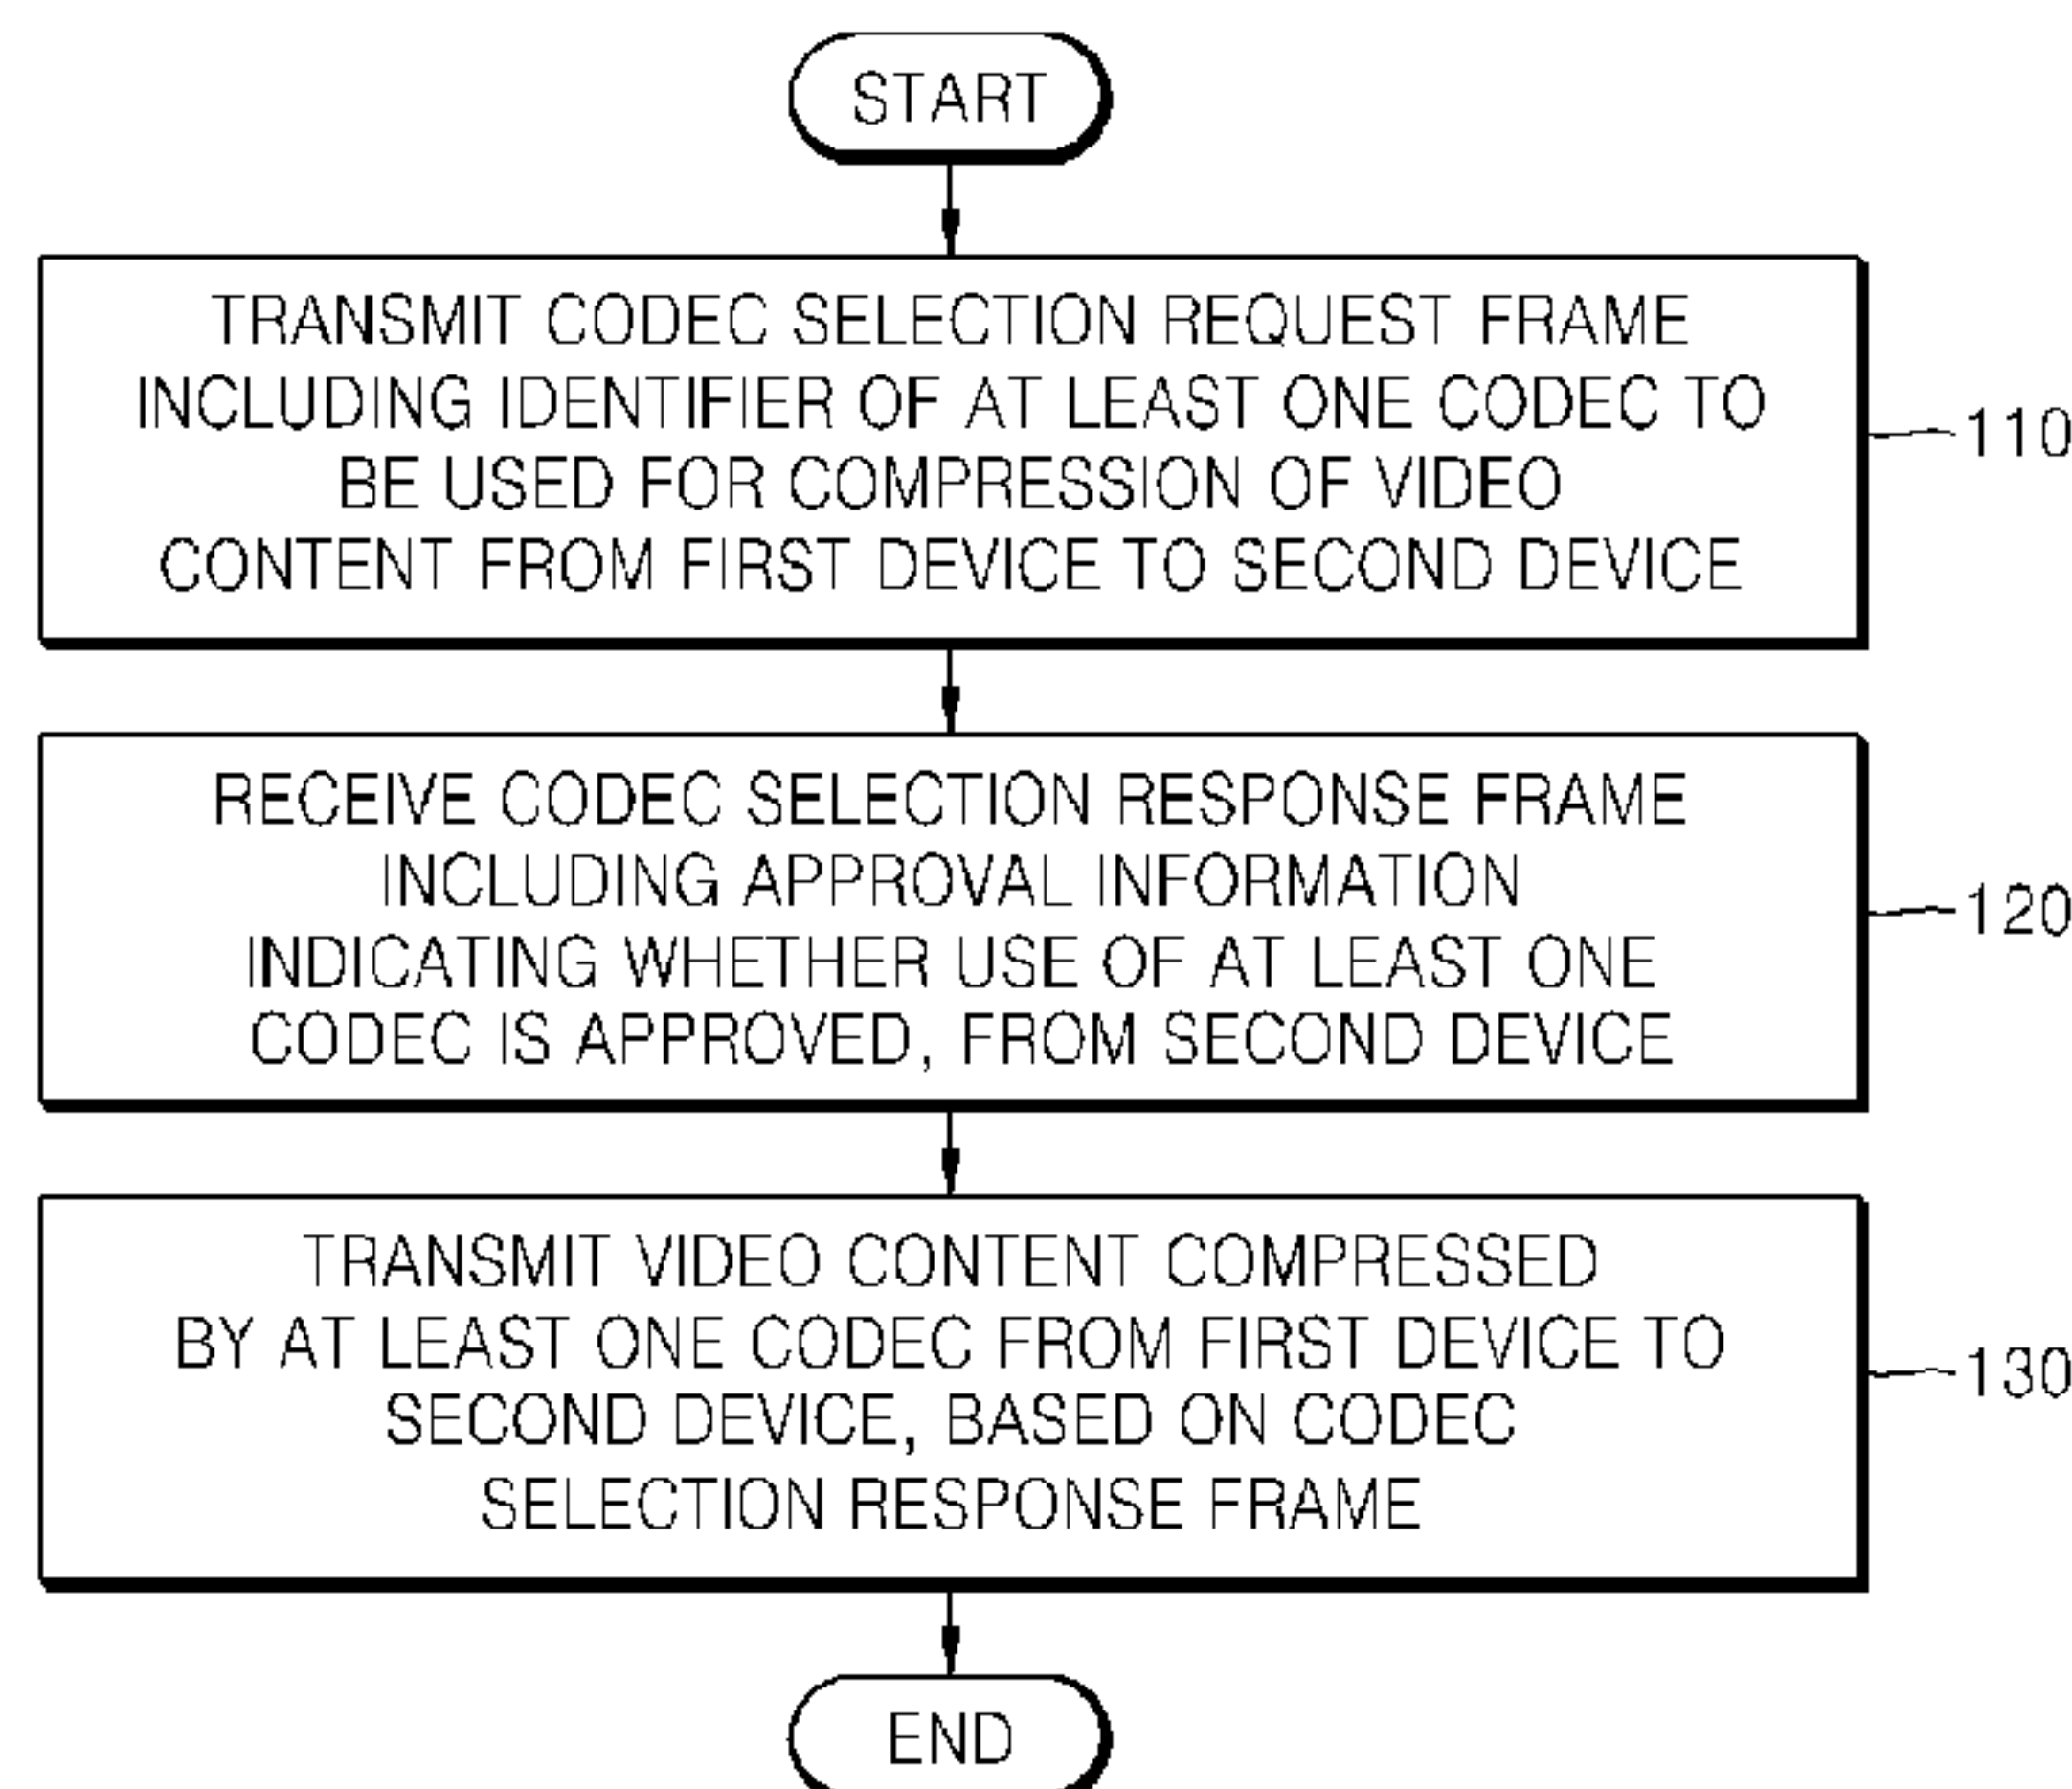 START
TRANSMIT CODEC SELECTION REQUEST FRAME
INCLUDING IDENTIFIER OF AT LEAST ONE CODEC TO
BE USED FOR COMPRESSION OF VIDEO
CONTENT FROM FIRST DEVICE TO SECOND DEVICE
110
RECEIVE CODEC SELECTION RESPONSE FRAME
INCLUDING APPROVAL INFORMATION
INDICATING WHETHER USE OF AT LEAST ONE
CODEC IS APPROVED, FROM SECOND DEVICE
120
TRANSMIT VIDEO CONTENT COMPRESSED
BY AT LEAST ONE CODEC FROM FIRST DEVICE TO
SECOND DEVICE, BASED ON CODEC
SELECTION RESPONSE FRAME
130
END